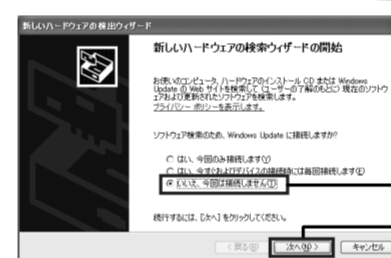 新しいハードウェアの検出ウィザード
新しいハードウェアの検索ウィザードの開始
お使いのコンピュータ、ハードウェアのインストール CD または Windows
Update の Web サイトを検索して (ユーザーの了解のもとに) 現在のソフトウ
ェアおよび更新されたソフトウェアを検索します。
プライバシー ポリシーを表示します。
ソフトウェア検索のため、Windows Update に接続しますか?
はい、今回のみ接続します(Y)
はい、今すぐおよびデバイスの接続時には毎回接続します(E)
いいえ、今回は接続しません(T)
続行するには、[次へ] をクリックしてください。
< 戻る(B)
次へ(N) >
キャンセル